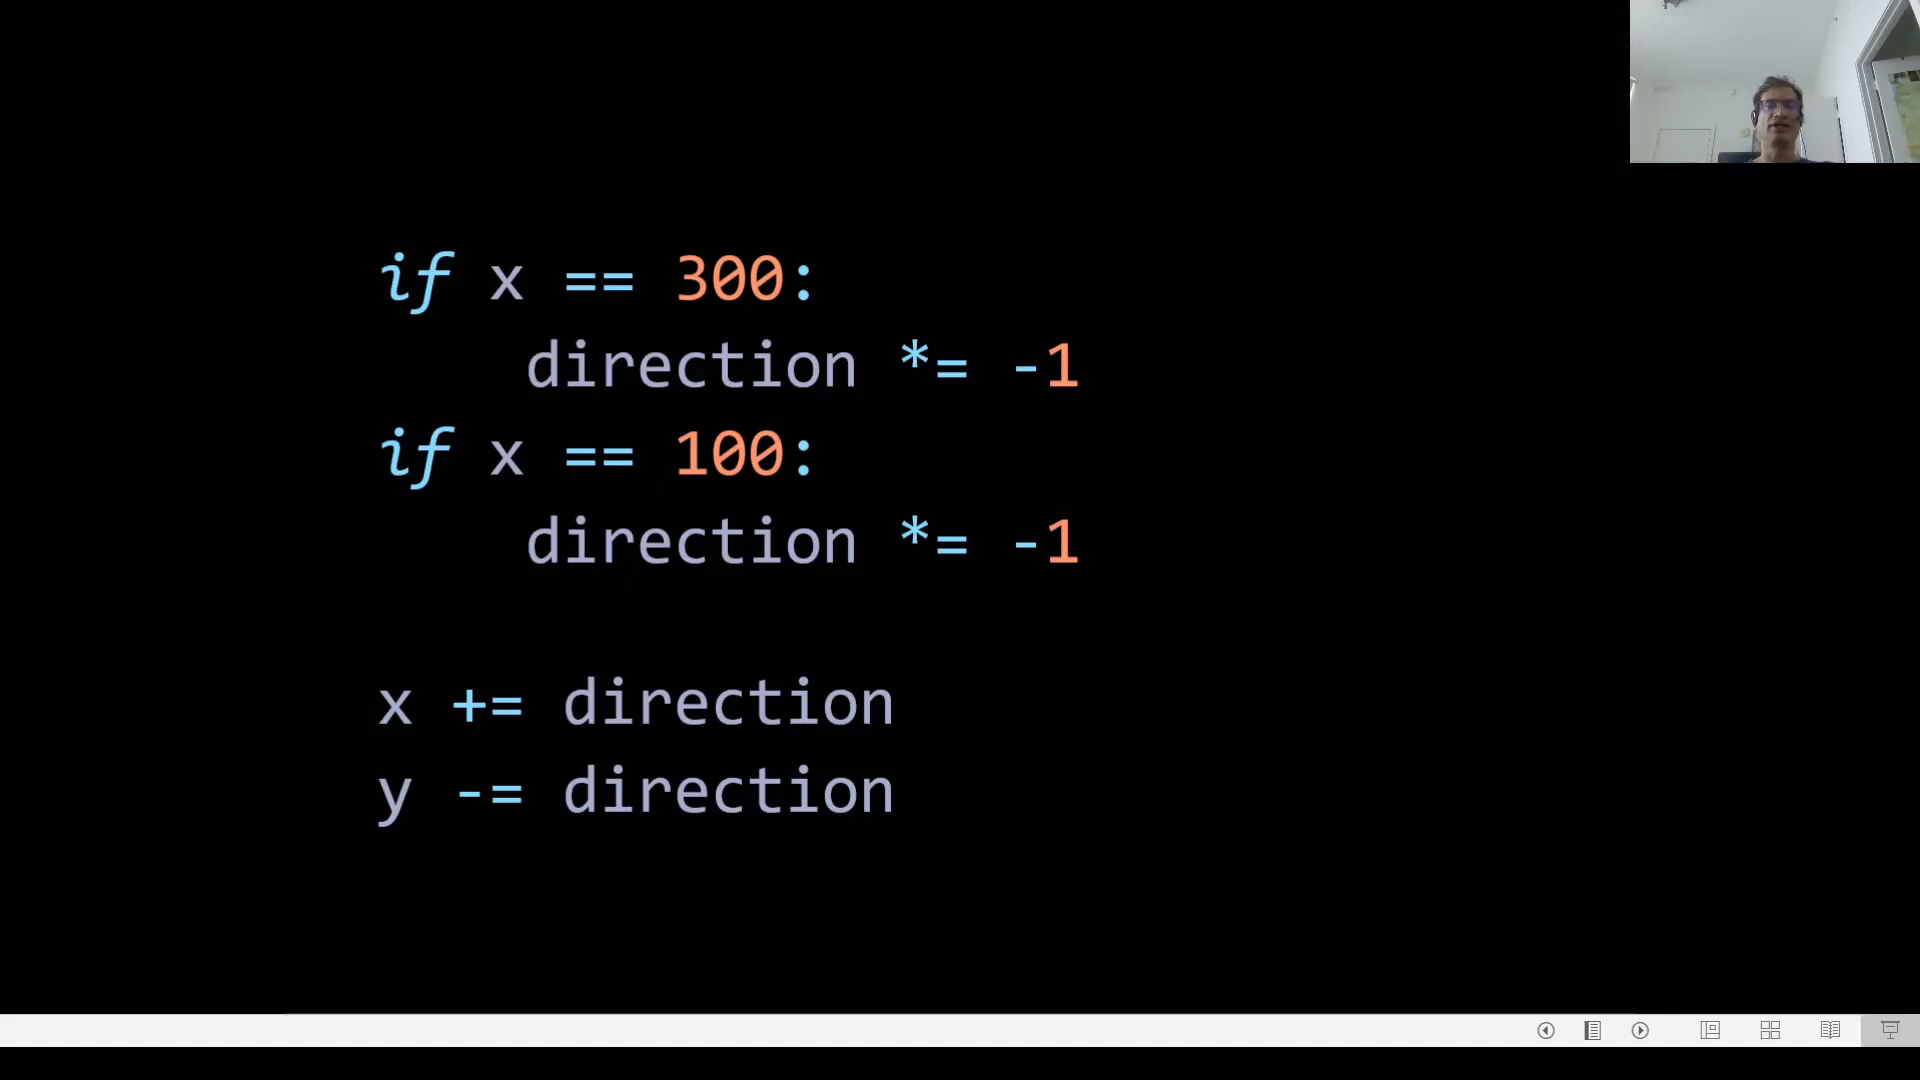 if x == 300:
    direction *= -1
if x == 100:
    direction *= -1
x += direction
y -= direction